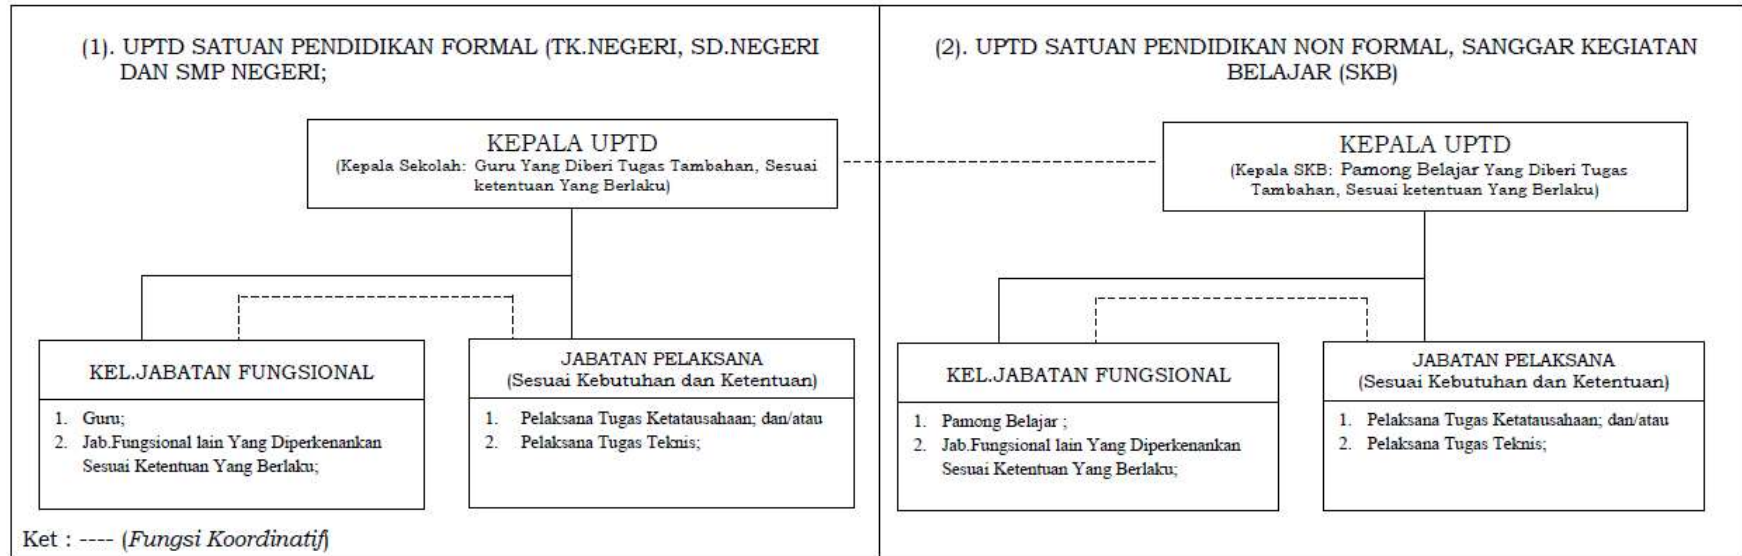 (1). UPTD SATUAN PENDIDIKAN FORMAL (TK.NEGERI, SD.NEGERI
DAN SMP NEGERI;
KEPALA UPTD
(Kepala Sekolah: Guru Yang Diberi Tugas Tambahan, Sesuai
ketentuan Yang Berlaku)
KEL.JABATAN FUNGSIONAL
1. Guru;
2. Jab.Fungsional lain Yang Diperkenankan
Sesuai Ketentuan Yang Berlaku;
JABATAN PELAKSANA
(Sesuai Kebutuhan dan Ketentuan)
1. Pelaksana Tugas Ketatausahaan; dan/atau
2. Pelaksana Tugas Teknis;
Ket : ---- (Fungsi Koordinatif)
(2). UPTD SATUAN PENDIDIKAN NON FORMAL, SANGGAR KEGIATAN
BELAJAR (SKB)
KEPALA UPTD
(Kepala SKB: Pamong Belajar Yang Diberi Tugas
Tambahan, Sesuai ketentuan Yang Berlaku)
KEL.JABATAN FUNGSIONAL
1. Pamong Belajar ;
2. Jab.Fungsional lain Yang Diperkenankan
Sesuai Ketentuan Yang Berlaku;
JABATAN PELAKSANA
(Sesuai Kebutuhan dan Ketentuan)
1. Pelaksana Tugas Ketatausahaan; dan/atau
2. Pelaksana Tugas Teknis;